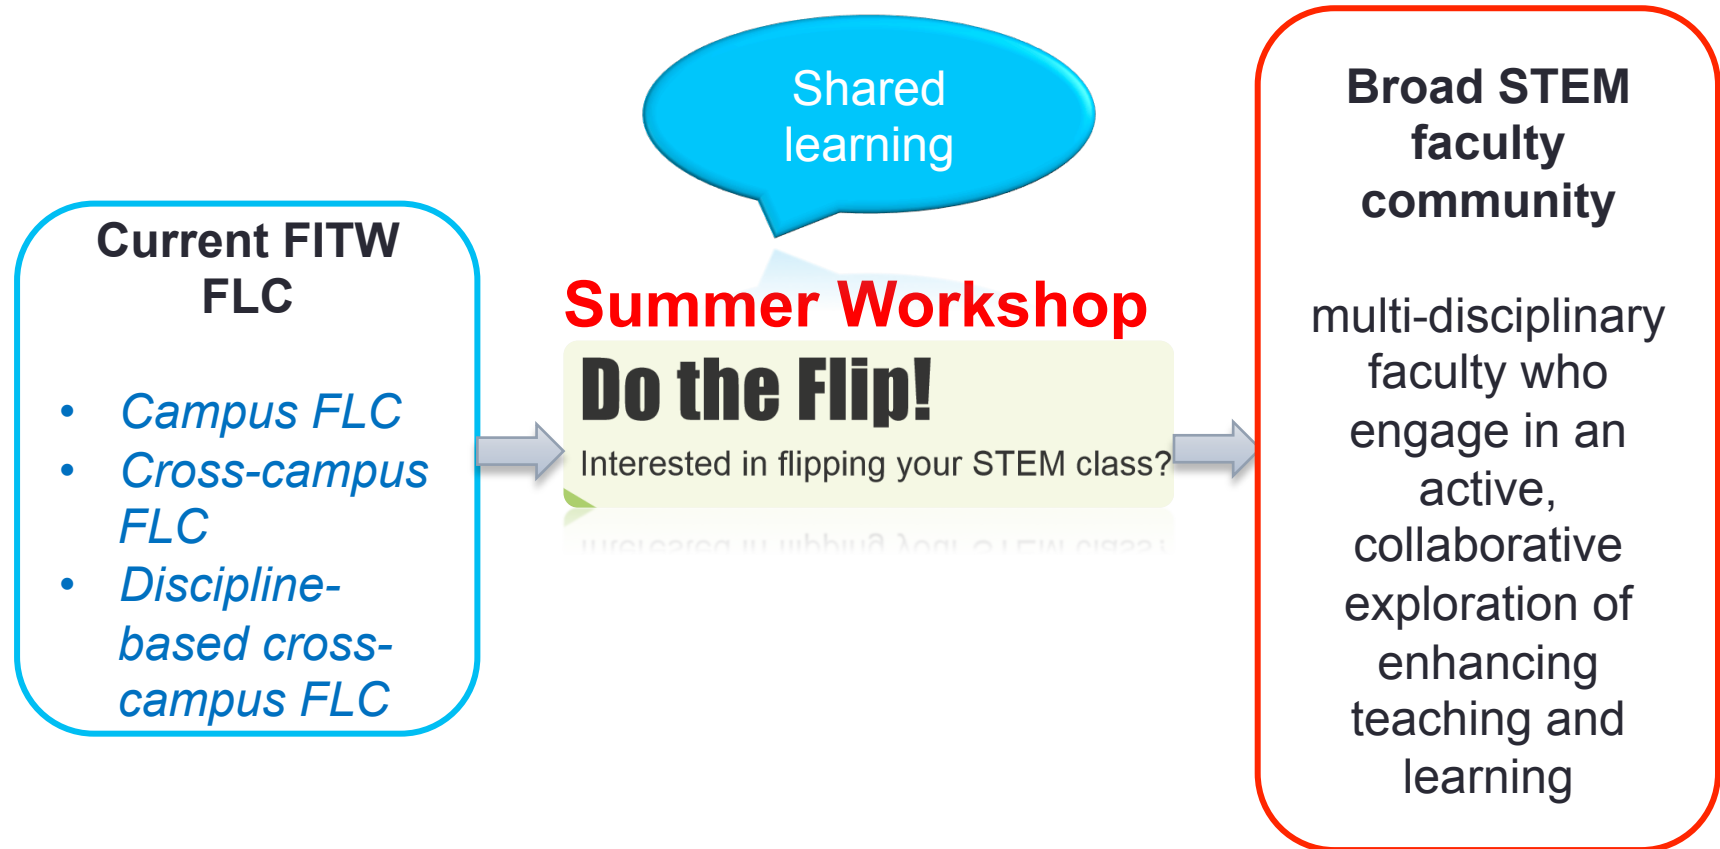 Shared
learning
Current FITW
FLC
• Campus FLC
• Cross-campus
FLC
• Discipline-
based cross-
campus FLC
Summer Workshop
Do the Flip!
Interested in flipping your STEM class?
Broad STEM
faculty
community
multi-disciplinary
faculty who
engage in an
active,
collaborative
exploration of
enhancing
teaching and
learning